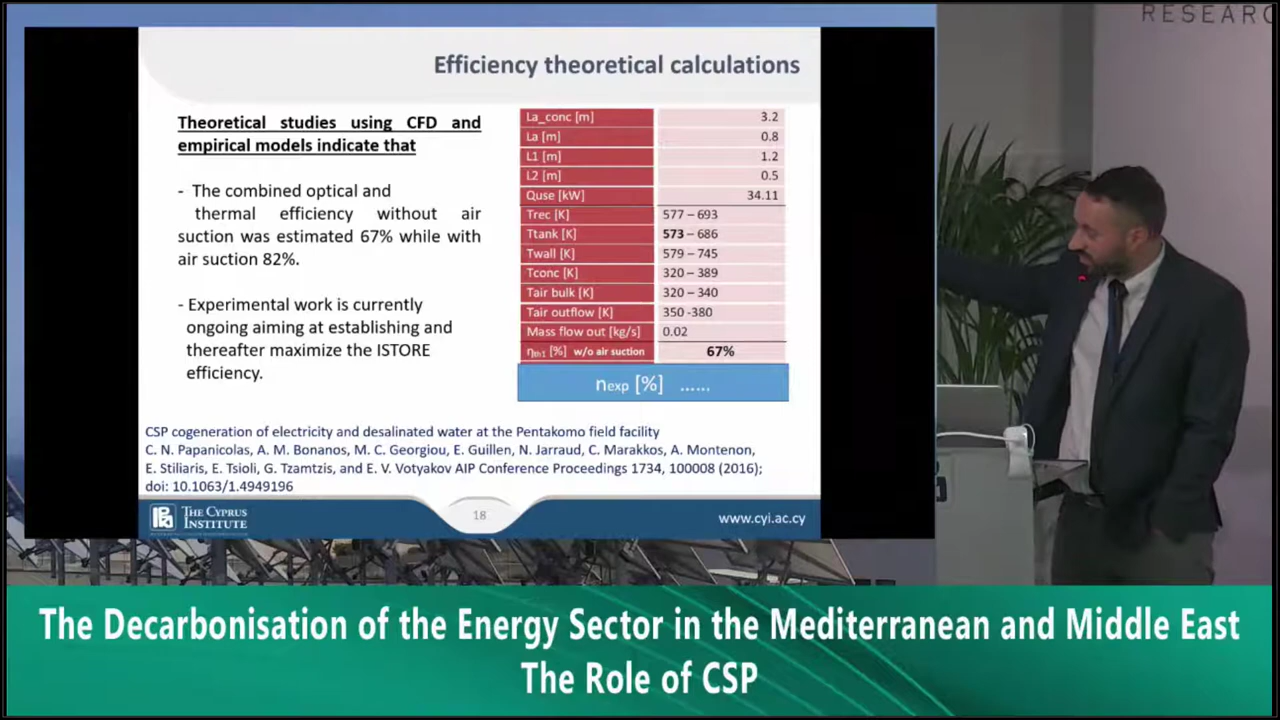 RESEARC
Efficiency theoretical calculations
Theoretical studies using CFD and
empirical models indicate that
- The combined optical and
thermal efficiency without air
suction was estimated 67% while with
air suction 82%.
- Experimental work is currently
ongoing aiming at establishing and
thereafter maximize the ISTORE
efficiency.
La_conc [m] 3.2
La [m] 0.8
L1 [m] 1.2
L2 [m] 0.5
Quse [kW] 34.11
Trec [K] 577 – 693
Ttank [K] 573 – 686
Twall [K] 579 – 745
Tconc [K] 320 – 389
Tair bulk [K] 320 – 340
Tair outflow [K] 350 -380
Mass flow out [kg/s] 0.02
ηth1 [%] w/o air suction 67%
nexp [%] ......
CSP cogeneration of electricity and desalinated water at the Pentakomo field facility
C. N. Papanicolas, A. M. Bonanos, M. C. Georgiou, E. Guillen, N. Jarraud, C. Marakkos, A. Montenon,
E. Stiliaris, E. Tsioli, G. Tzamtzis, and E. V. Votyakov AIP Conference Proceedings 1734, 100008 (2016);
doi: 10.1063/1.4949196
THE CYPRUS
INSTITUTE
18
www.cyi.ac.cy
The Decarbonisation of the Energy Sector in the Mediterranean and Middle East
The Role of CSP